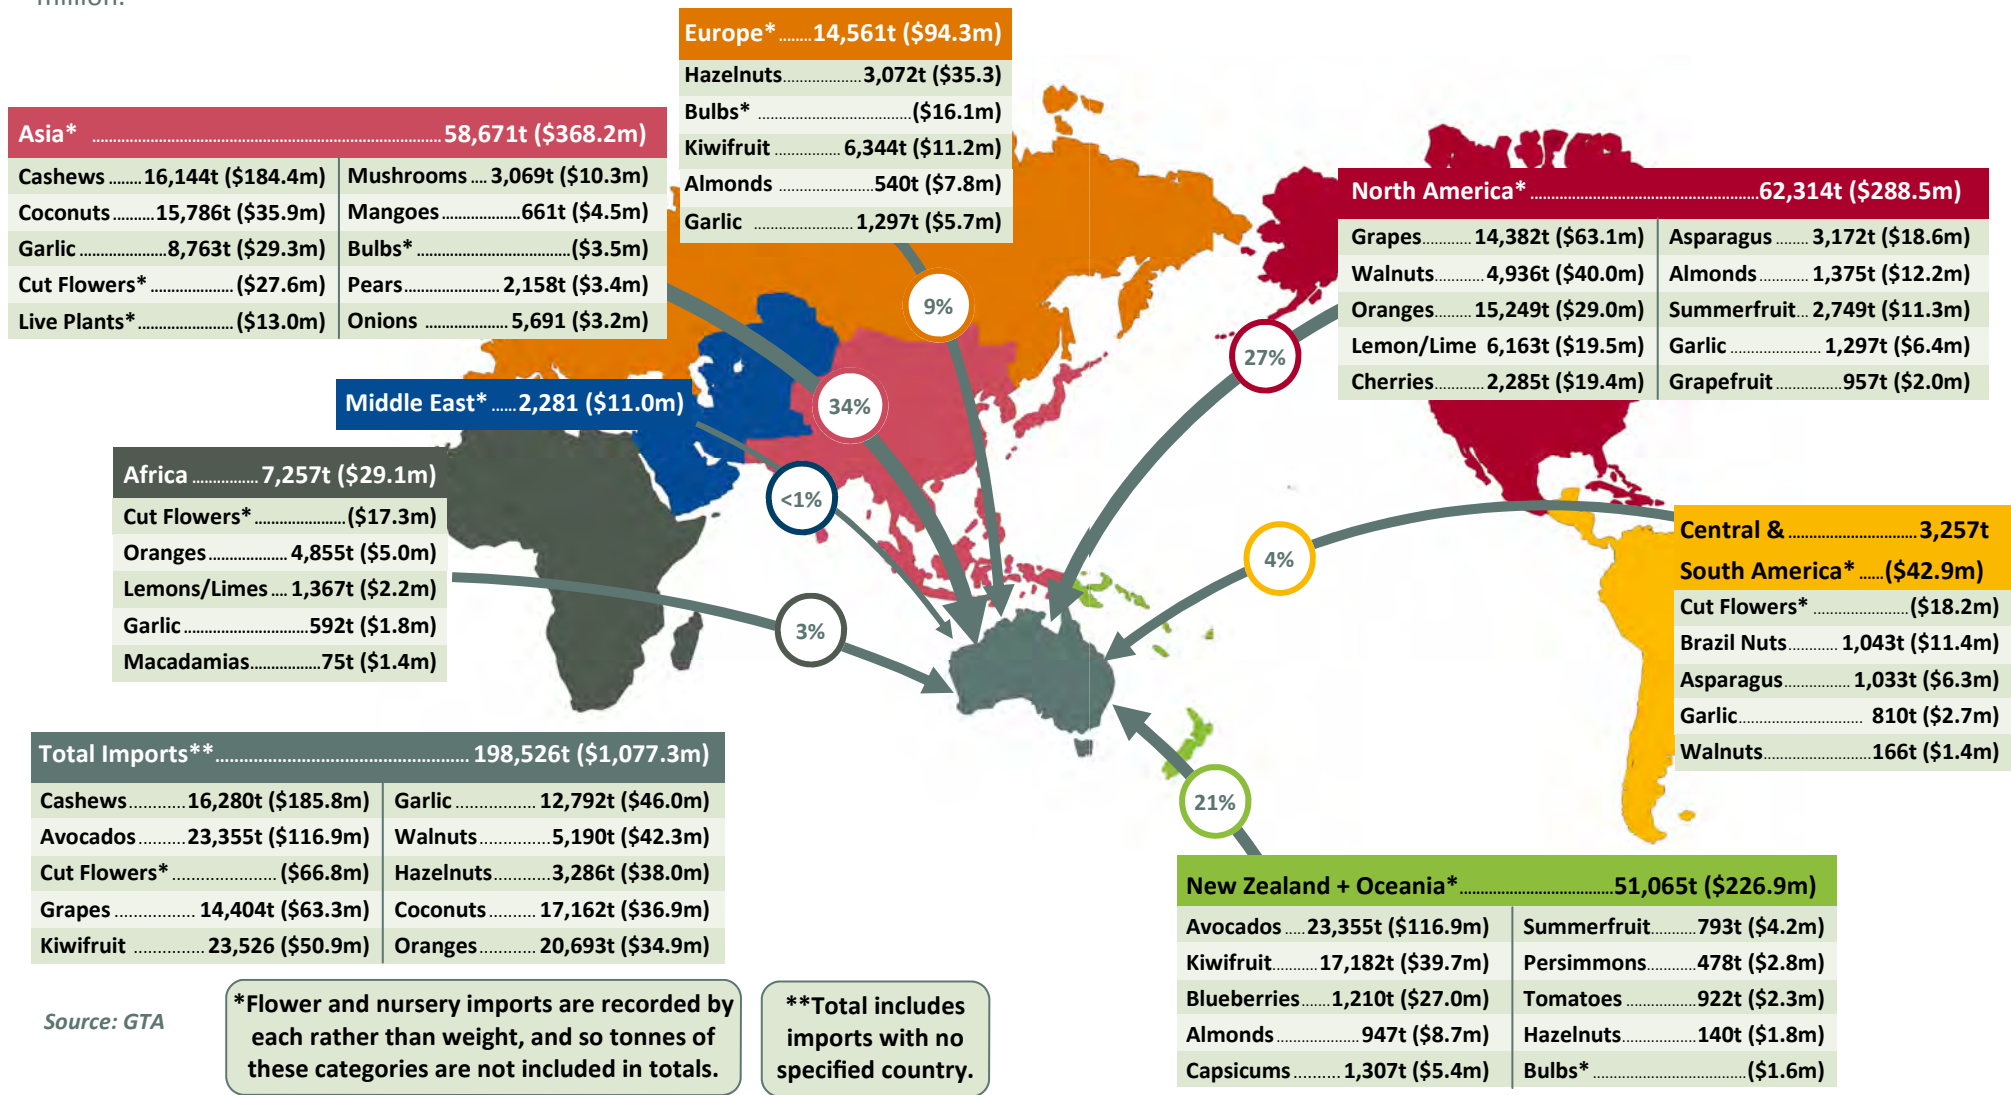 million.
Europe* 14,561t ($94.3m)
Hazelnuts 3,072t ($35.3)
Bulbs* ($16.1m)
Kiwifruit 6,344t ($11.2m)
Almonds 540t ($7.8m)
Garlic 1,297t ($5.7m)
Asia* 58,671t ($368.2m)
Cashews 16,144t ($184.4m)
Coconuts 15,786t ($35.9m)
Garlic 8,763t ($29.3m)
Cut Flowers* ($27.6m)
Live Plants* ($13.0m)
Mushrooms 3,069t ($10.3m)
Mangoes 661t ($4.5m)
Bulbs* ($3.5m)
Pears 2,158t ($3.4m)
Onions 5,691 ($3.2m)
North America* 62,314t ($288.5m)
Grapes 14,382t ($63.1m)
Walnuts 4,936t ($40.0m)
Oranges 15,249t ($29.0m)
Lemon/Lime 6,163t ($19.5m)
Cherries 2,285t ($19.4m)
Asparagus 3,172t ($18.6m)
Almonds 1,375t ($12.2m)
Summerfruit 2,749t ($11.3m)
Garlic 1,297t ($6.4m)
Grapefruit 957t ($2.0m)
9%
27%
34%
Middle East* 2,281 ($11.0m)
<1%
Africa 7,257t ($29.1m)
Cut Flowers* ($17.3m)
Oranges 4,855t ($5.0m)
Lemons/Limes 1,367t ($2.2m)
Garlic 592t ($1.8m)
Macadamias 75t ($1.4m)
3%
4%
Central & 3,257t
South America* ($42.9m)
Cut Flowers* ($18.2m)
Brazil Nuts 1,043t ($11.4m)
Asparagus 1,033t ($6.3m)
Garlic 810t ($2.7m)
Walnuts 166t ($1.4m)
Total Imports** 198,526t ($1,077.3m)
Cashews 16,280t ($185.8m)
Avocados 23,355t ($116.9m)
Cut Flowers* ($66.8m)
Grapes 14,404t ($63.3m)
Kiwifruit 23,526 ($50.9m)
Garlic 12,792t ($46.0m)
Walnuts 5,190t ($42.3m)
Hazelnuts 3,286t ($38.0m)
Coconuts 17,162t ($36.9m)
Oranges 20,693t ($34.9m)
21%
New Zealand + Oceania* 51,065t ($226.9m)
Avocados 23,355t ($116.9m)
Kiwifruit 17,182t ($39.7m)
Blueberries 1,210t ($27.0m)
Almonds 947t ($8.7m)
Capsicums 1,307t ($5.4m)
Summerfruit 793t ($4.2m)
Persimmons 478t ($2.8m)
Tomatoes 922t ($2.3m)
Hazelnuts 140t ($1.8m)
Bulbs* ($1.6m)
Source: GTA
*Flower and nursery imports are recorded by
each rather than weight, and so tonnes of
these categories are not included in totals.
**Total includes
imports with no
specified country.